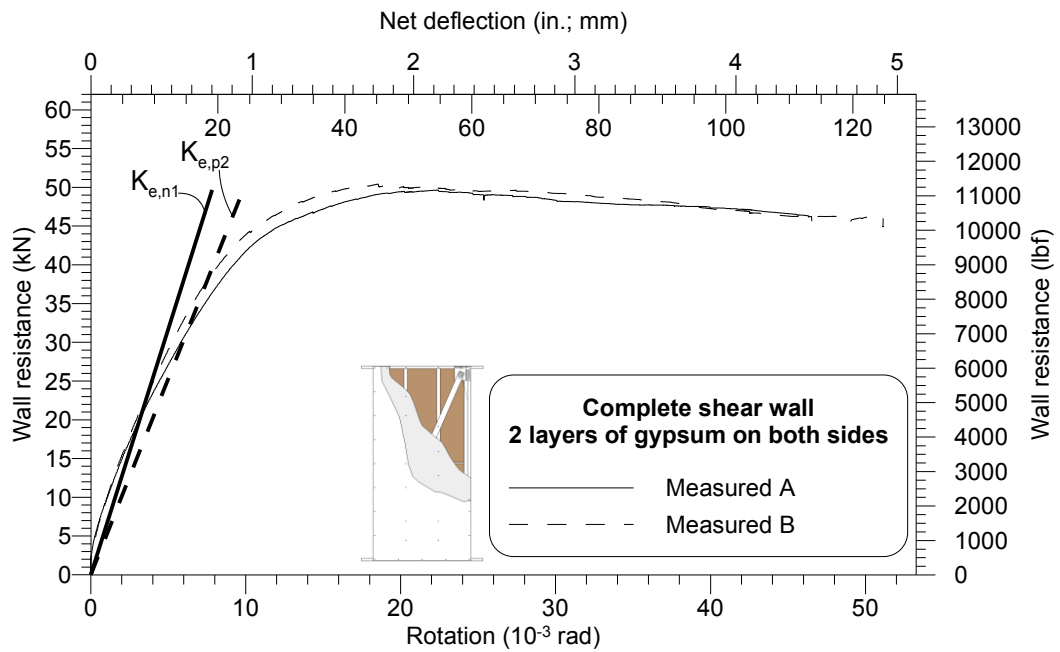 Net deflection (in.; mm)
0 1 2 3 4 5
20 40 60 80 100 120
60
55
50
45
40
35
30
25
20
15
10
5
0
Wall resistance (kN)
K e,p2
K e,n1
13000
12000
11000
10000
9000
8000
7000
6000
5000
4000
3000
2000
1000
0
Wall resistance (lbf)
Complete shear wall
2 layers of gypsum on both sides
Measured A
Measured B
0 10 20 30 40 50
Rotation (10⁻³ rad)